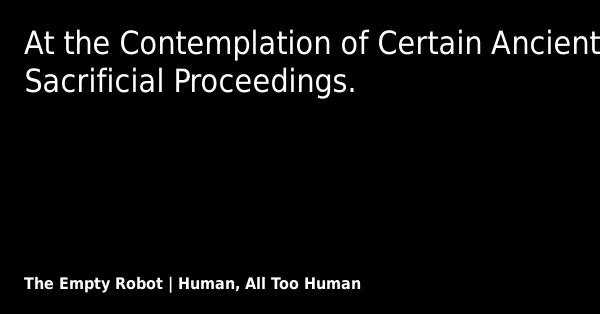 At the Contemplation of Certain Ancient
Sacrificial Proceedings.
The Empty Robot | Human, All Too Human